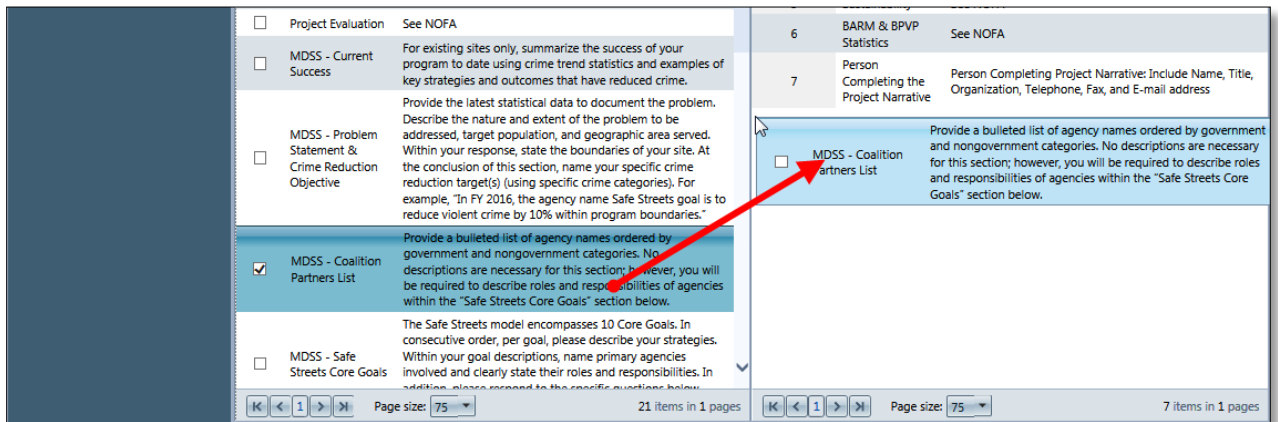 Project Evaluation See NOFA
MDSS - Current
Success
For existing sites only, summarize the success of your
program to date using crime trend statistics and examples of
key strategies and outcomes that have reduced crime.
MDSS - Problem
Statement &
Crime Reduction
Objective
Provide the latest statistical data to document the problem.
Describe the nature and extent of the problem to be
addressed, target population, and geographic area served.
Within your response, state the boundaries of your site. At
the conclusion of this section, name your specific crime
reduction target(s) (using specific crime categories). For
example, "In FY 2016, the agency name Safe Streets goal is to
reduce violent crime by 10% within program boundaries."
MDSS - Coalition
Partners List
Provide a bulleted list of agency names ordered by
government and nongovernment categories. No
descriptions are necessary for this section; however, you will
be required to describe roles and responsibilities of agencies
within the "Safe Streets Core Goals" section below.
MDSS - Safe
Streets Core Goals
The Safe Streets model encompasses 10 Core Goals. In
consecutive order, per goal, please describe your strategies.
Within your goal descriptions, name primary agencies
involved and clearly state their roles and responsibilities. In
addition, please respond to the specific questions below
1 Page size: 75 21 items in 1 pages
6
BARM & BPVP
Statistics
See NOFA
7
Person
Completing the
Project Narrative
Person Completing Project Narrative: Include Name, Title,
Organization, Telephone, Fax, and E-mail address
MDSS - Coalition
Partners List
Provide a bulleted list of agency names ordered by government
and nongovernment categories. No descriptions are necessary
for this section; however, you will be required to describe roles
and responsibilities of agencies within the "Safe Streets Core
Goals" section below.
1 Page size: 75 7 items in 1 pages